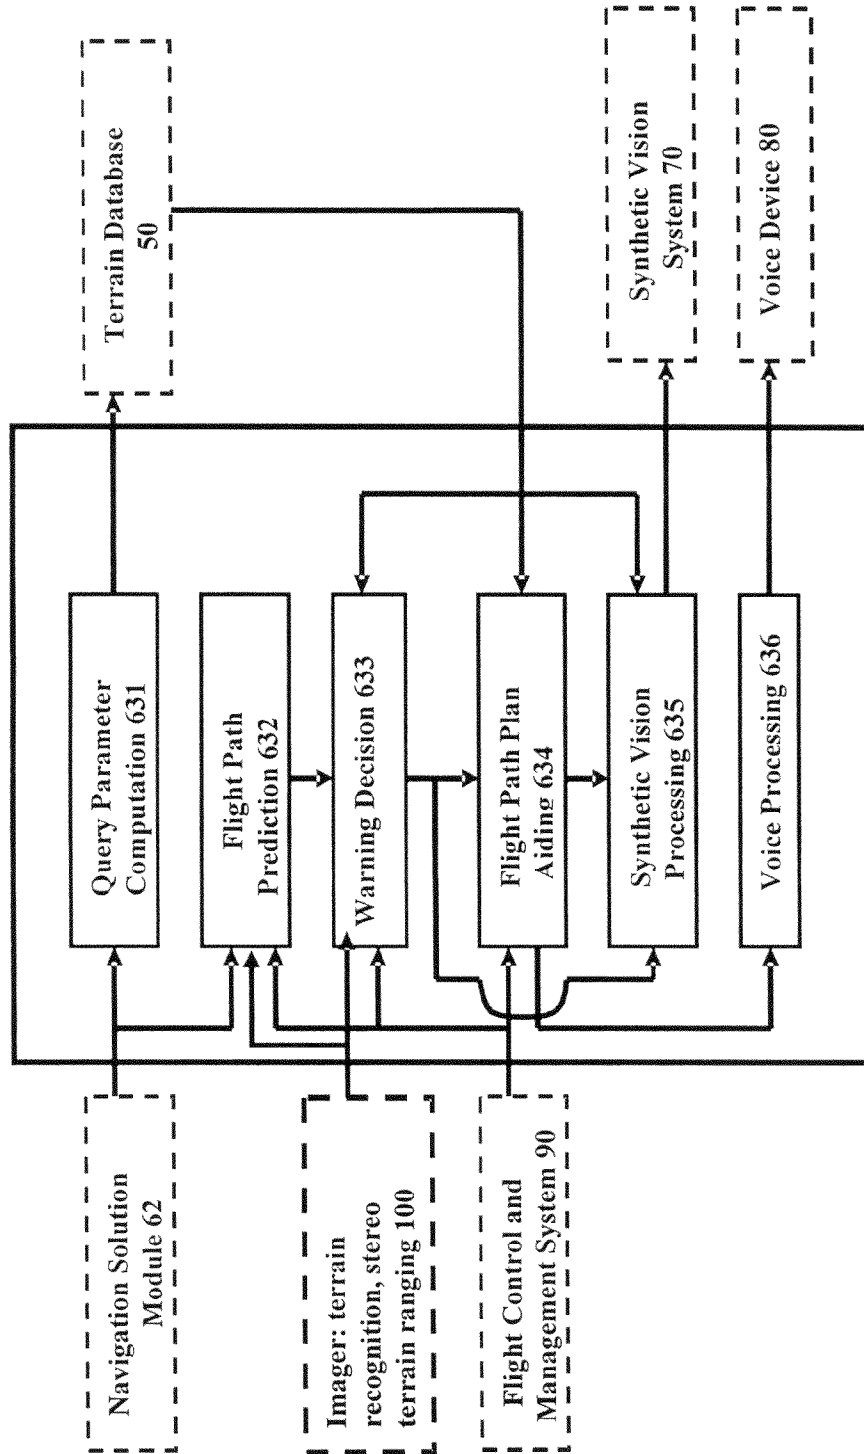 Navigation Solution
Module 62
Imager: terrain
recognition, stereo
terrain ranging 100
Flight Control and
Management System 90
Query Parameter
Computation 631
Flight Path
Prediction 632
Warning Decision 633
Flight Path Plan
Aiding 634
Synthetic Vision
Processing 635
Voice Processing 636
Terrain Database
50
Synthetic Vision
System 70
Voice Device 80